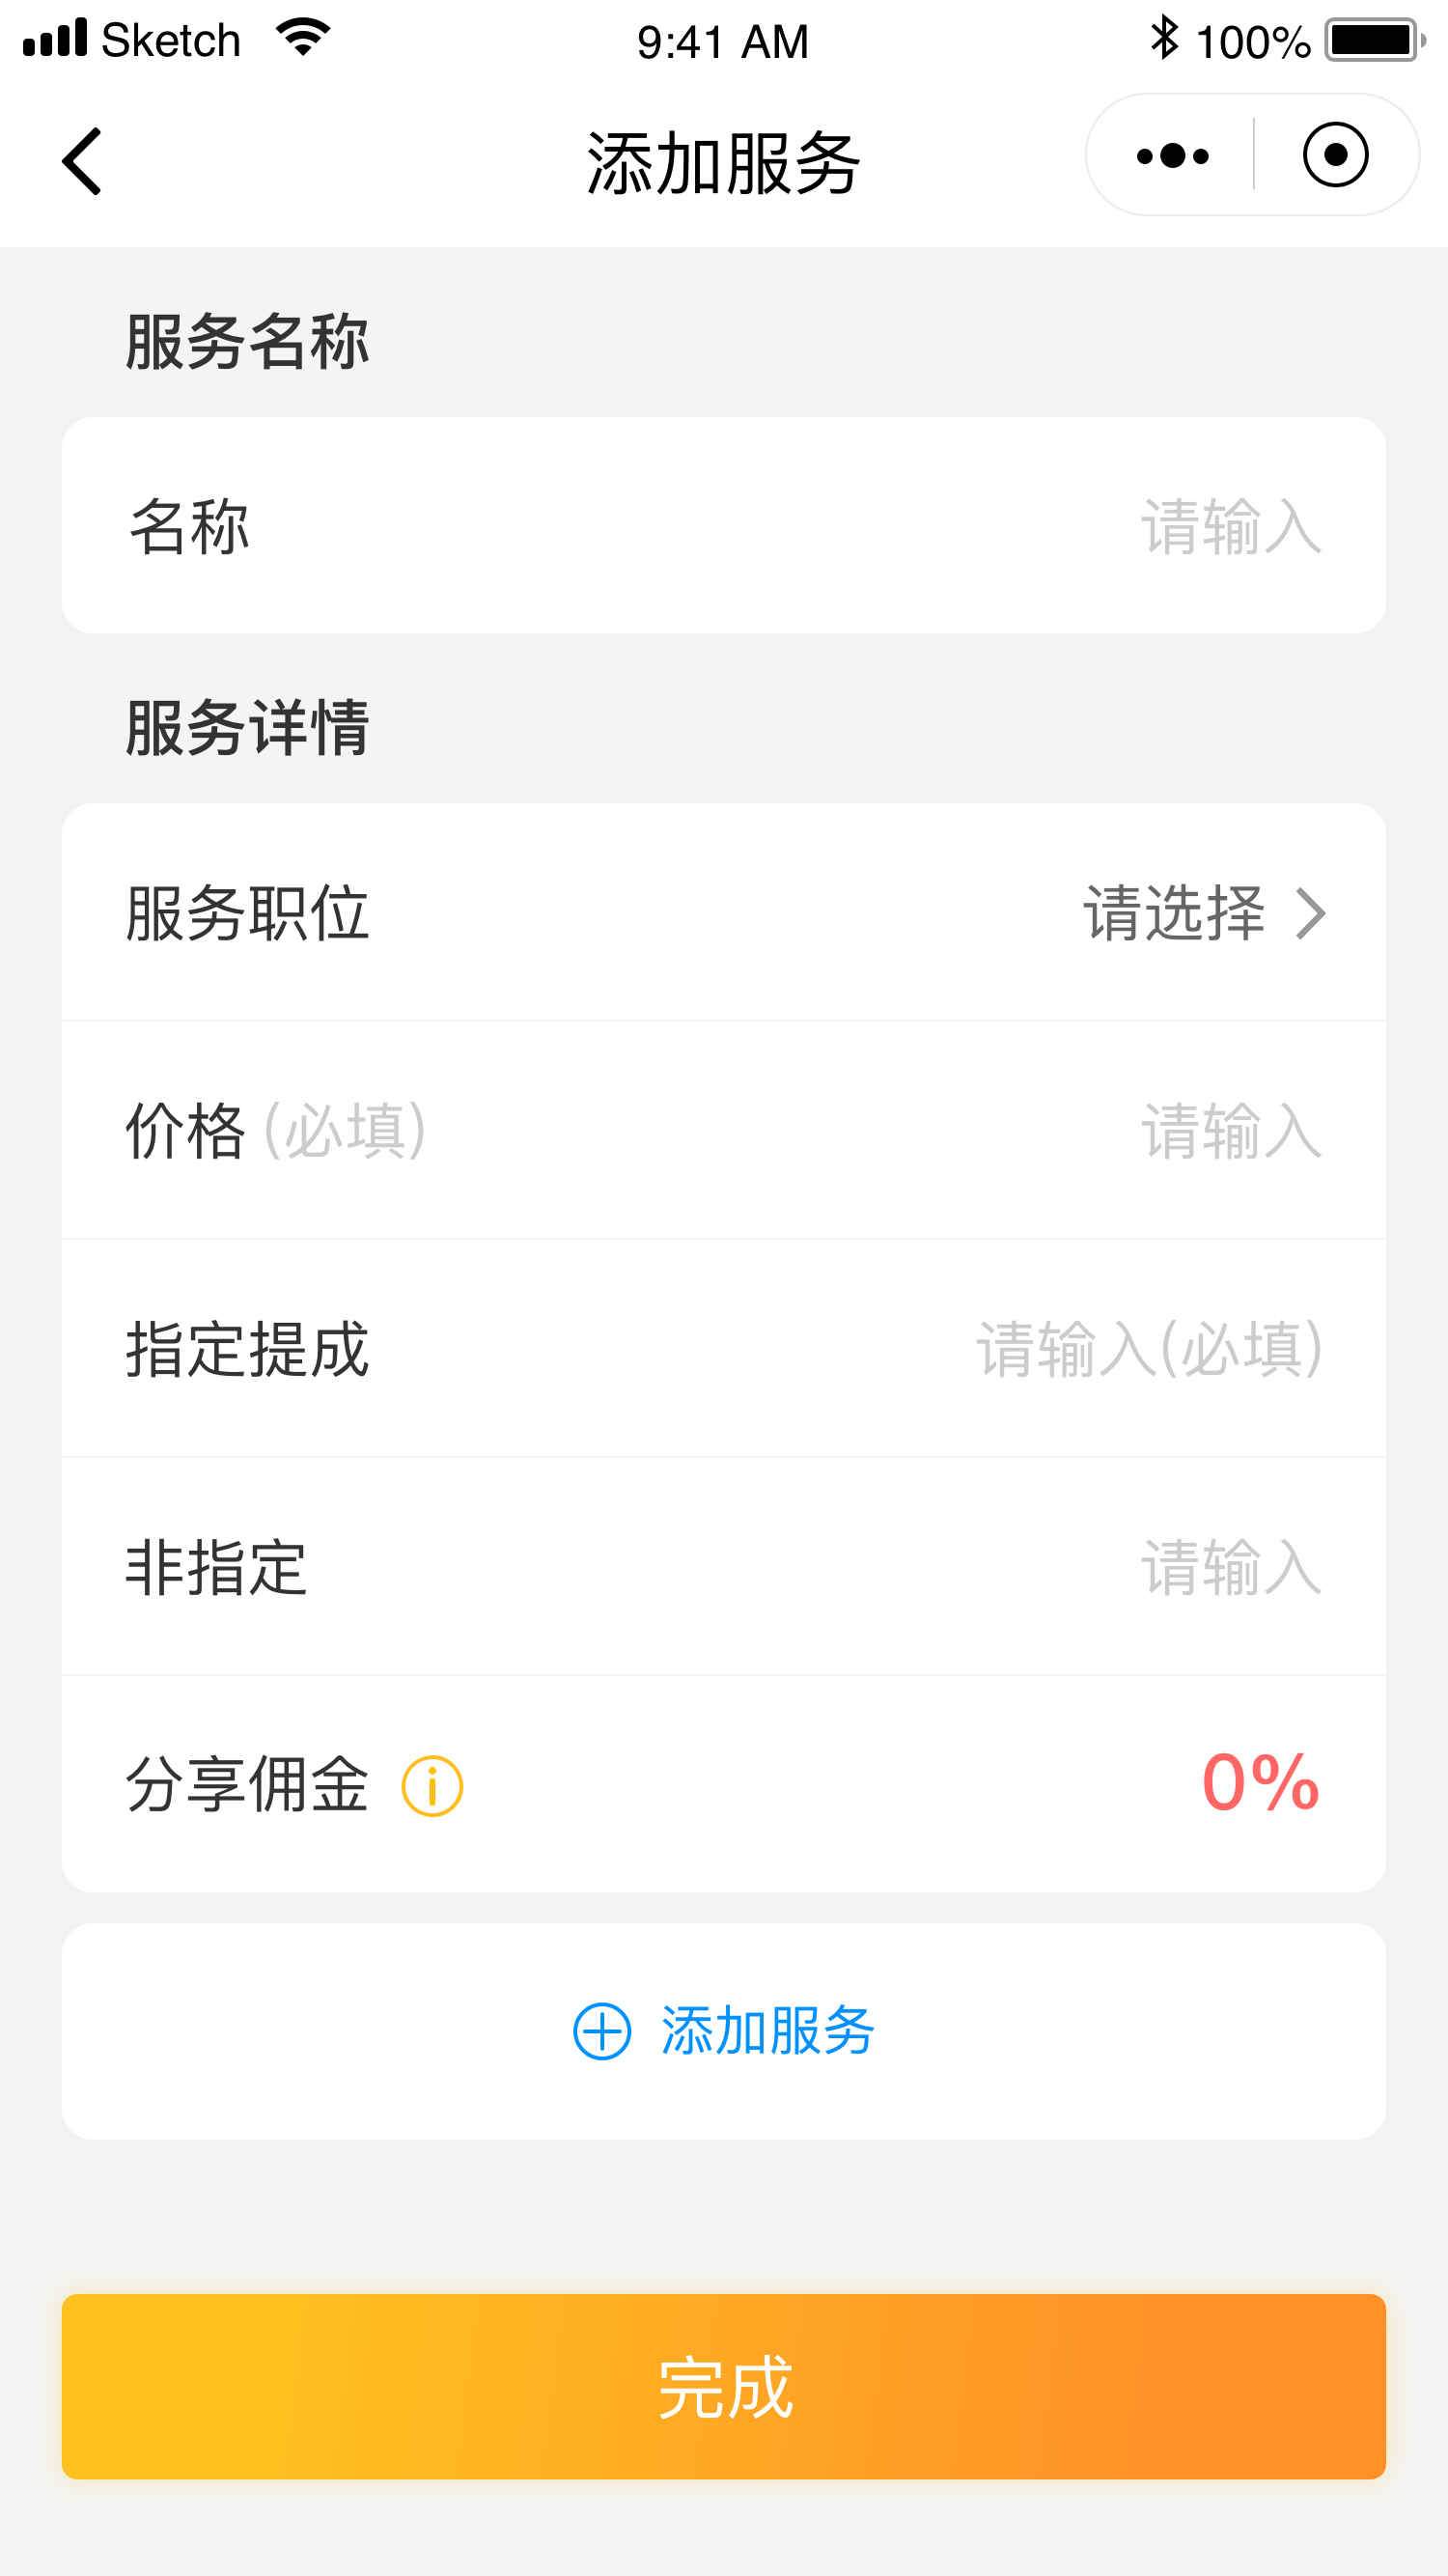 Sketch 9:41 AM 100%
添加服务
服务名称
名称 请输入
服务详情
服务职位 请选择
价格 (必填) 请输入
指定提成 请输入(必填)
非指定 请输入
分享佣金 0%
添加服务
完成